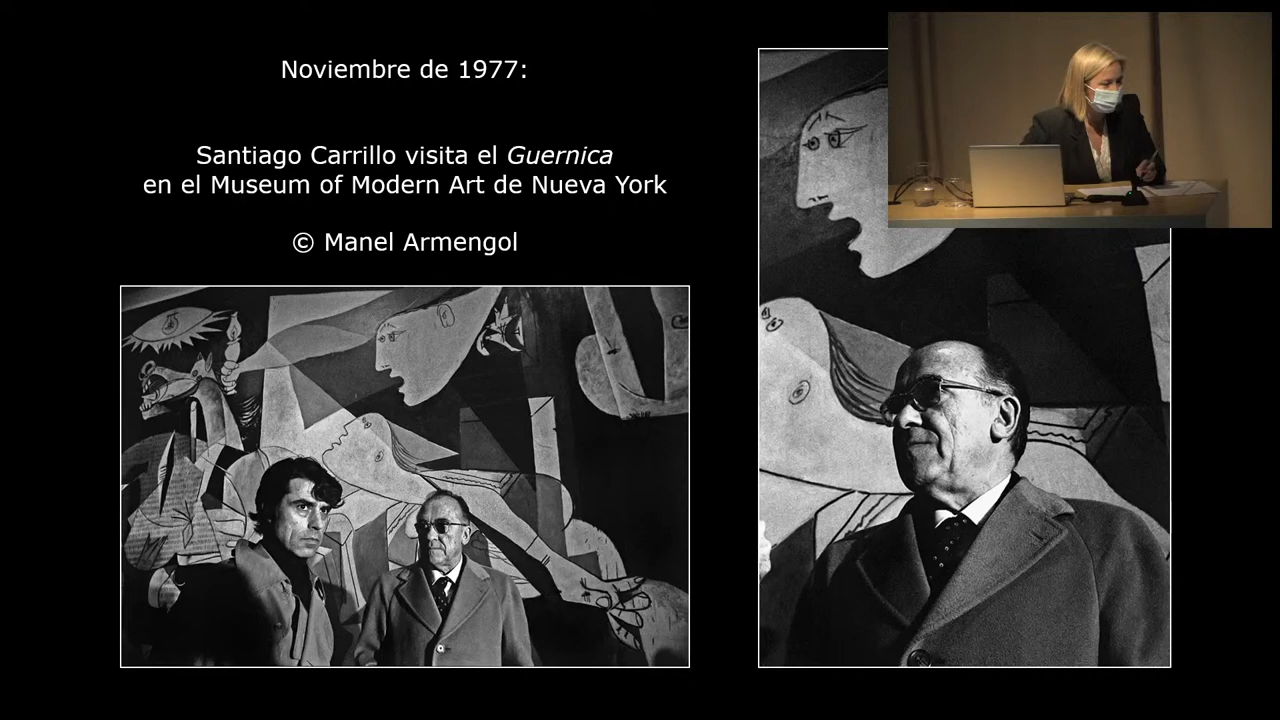 Noviembre de 1977:
Santiago Carrillo visita el Guernica
en el Museum of Modern Art de Nueva York
© Manel Armengol